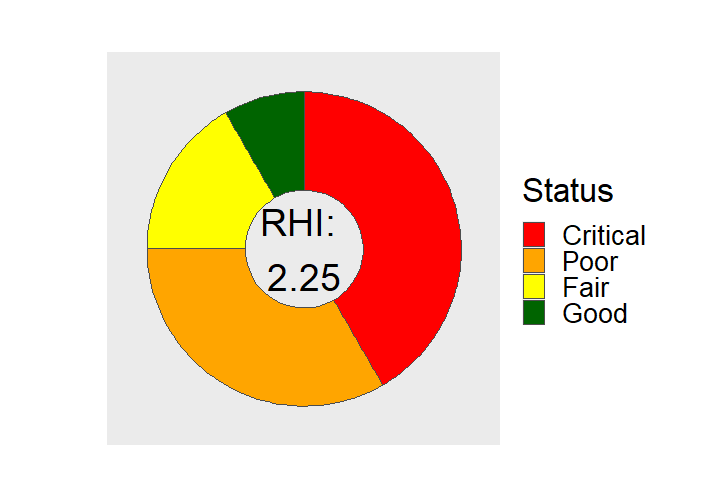 RHI:
2.25
Status
Critical
Poor
Fair
Good